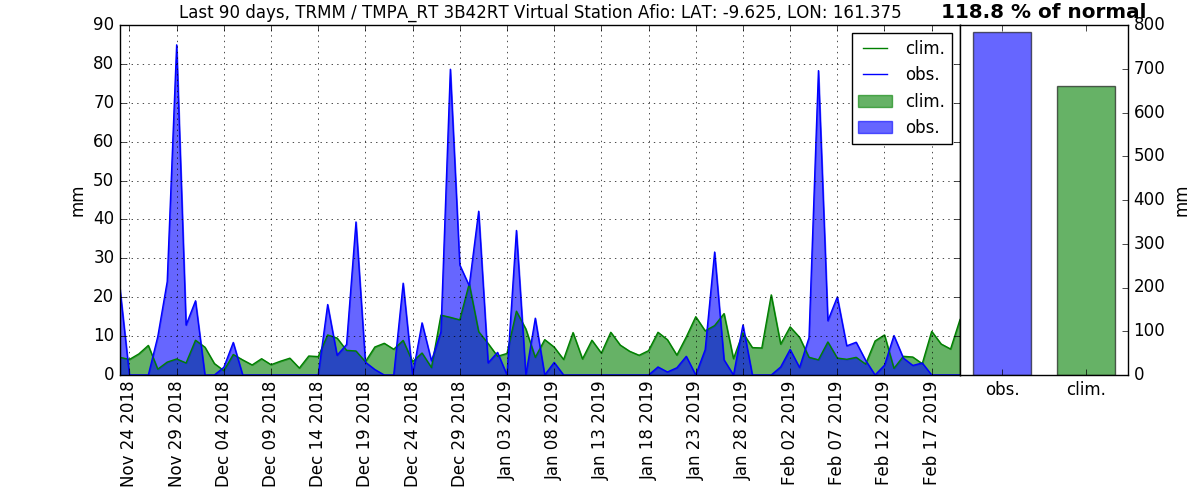 Last 90 days, TRMM / TMPA_RT 3B42RT Virtual Station Afio: LAT: -9.625, LON: 161.375
118.8 % of normal
90
80
70
60
50
40
30
20
10
0
mm
clim.
obs.
clim.
obs.
800
700
600
500
400
300
200
100
0
mm
obs.
clim.
Nov 24 2018
Nov 29 2018
Dec 04 2018
Dec 09 2018
Dec 14 2018
Dec 19 2018
Dec 24 2018
Dec 29 2018
Jan 03 2019
Jan 08 2019
Jan 13 2019
Jan 18 2019
Jan 23 2019
Jan 28 2019
Feb 02 2019
Feb 07 2019
Feb 12 2019
Feb 17 2019